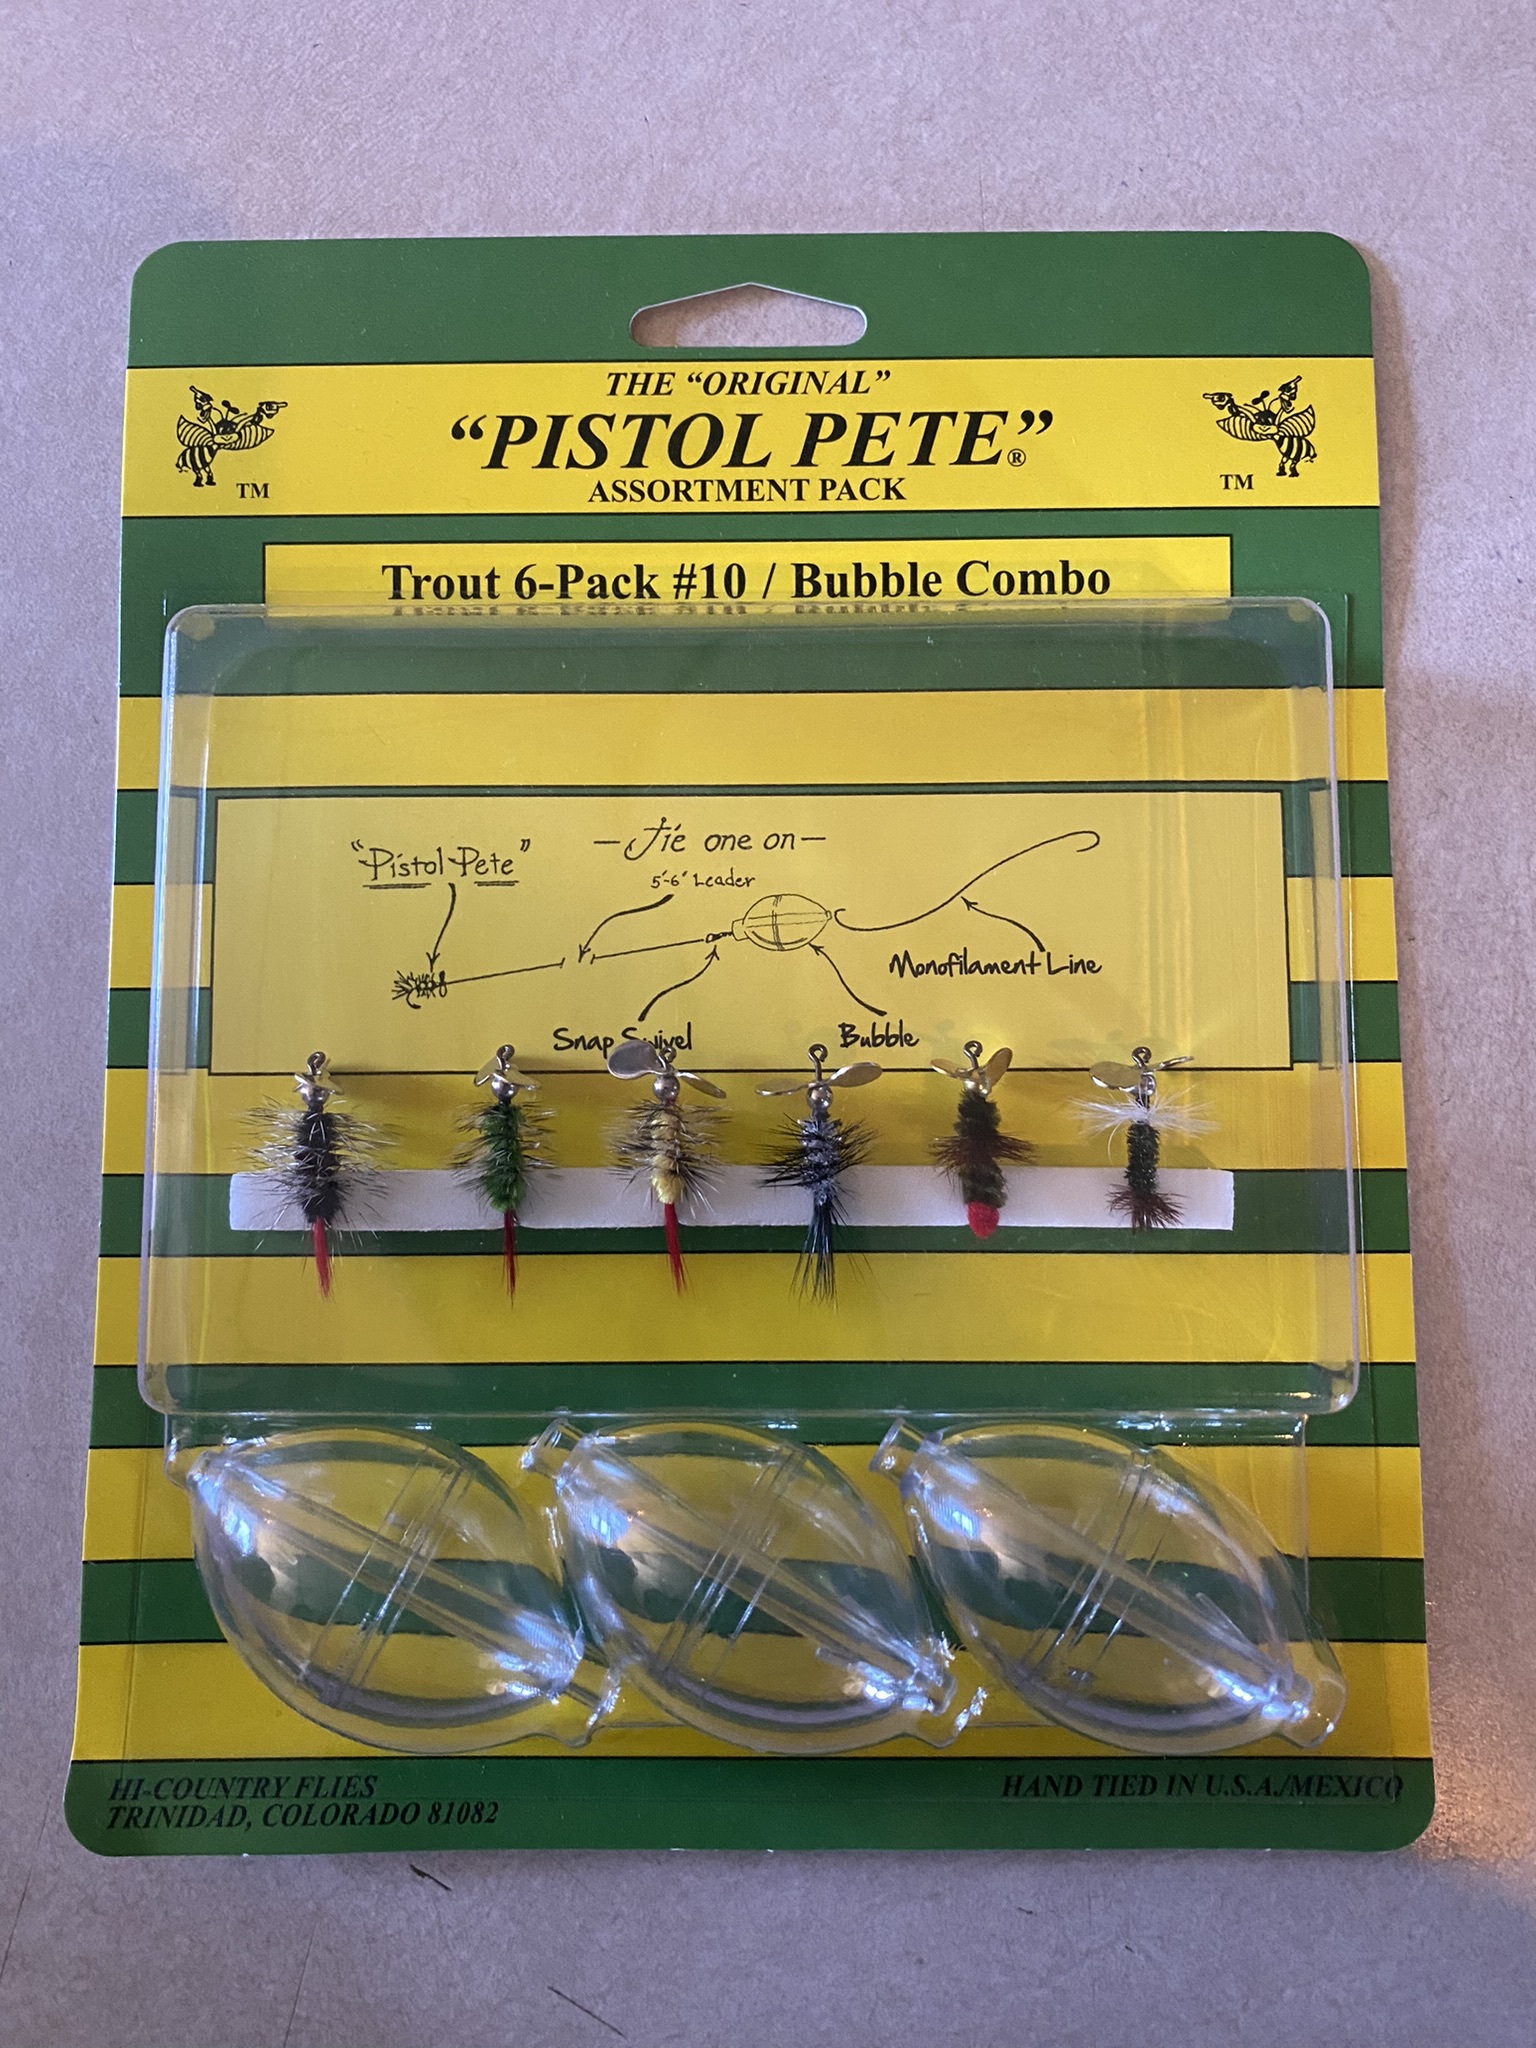 THE “ORIGINAL”
“PISTOL PETE”®
ASSORTMENT PACK
TM
TM
Trout 6-Pack #10 / Bubble Combo
“Pistol Pete”
—Tie one on—
5'-6' Leader
Monofilament Line
Snap Swivel
Bubble
HI-COUNTRY FLIES
TRINIDAD, COLORADO 81082
HAND TIED IN U.S.A./MEXICO